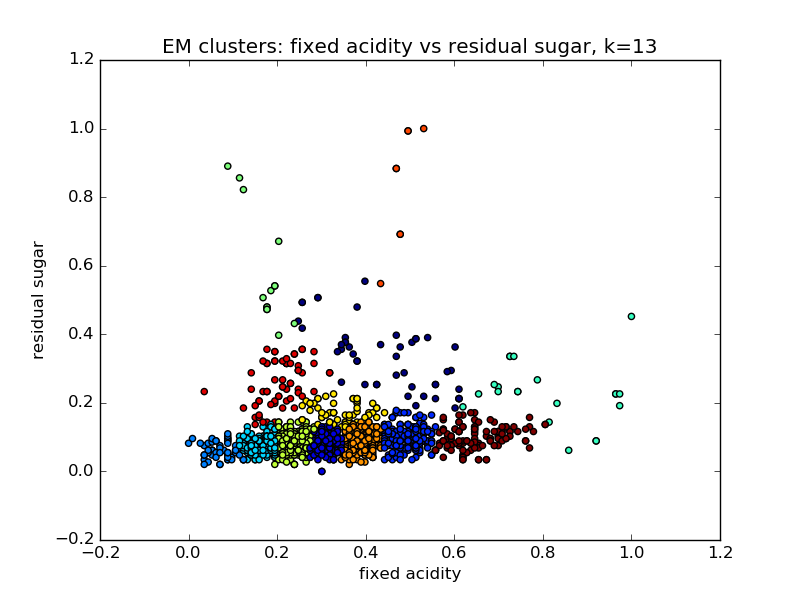 EM clusters: fixed acidity vs residual sugar, k=13
1.2
1.0
0.8
0.6
0.4
0.2
0.0
−0.2
residual sugar
−0.2 0.0 0.2 0.4 0.6 0.8 1.0 1.2
fixed acidity